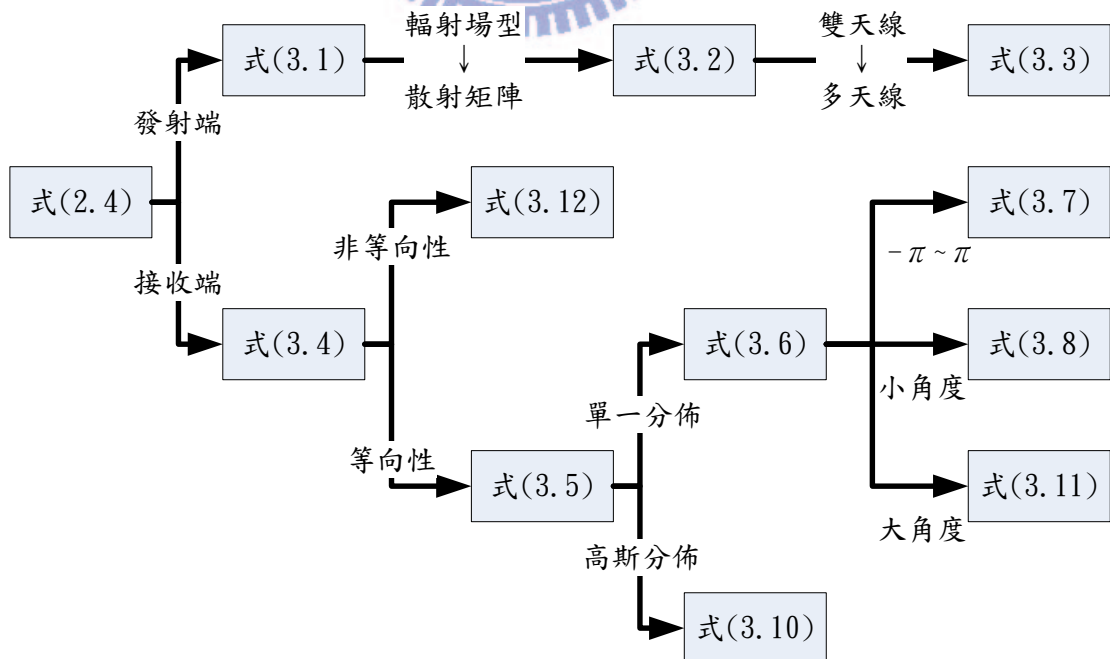 式(3.1)
輻射場型
↓
散射矩陣
式(3.2)
雙天線
↓
多天線
式(3.3)
發射端
式(2.4)
接收端
式(3.12)
非等向性
式(3.4)
等向性
式(3.7)
-π~π
式(3.6)
式(3.8)
小角度
單一分佈
式(3.5)
式(3.11)
大角度
高斯分佈
式(3.10)